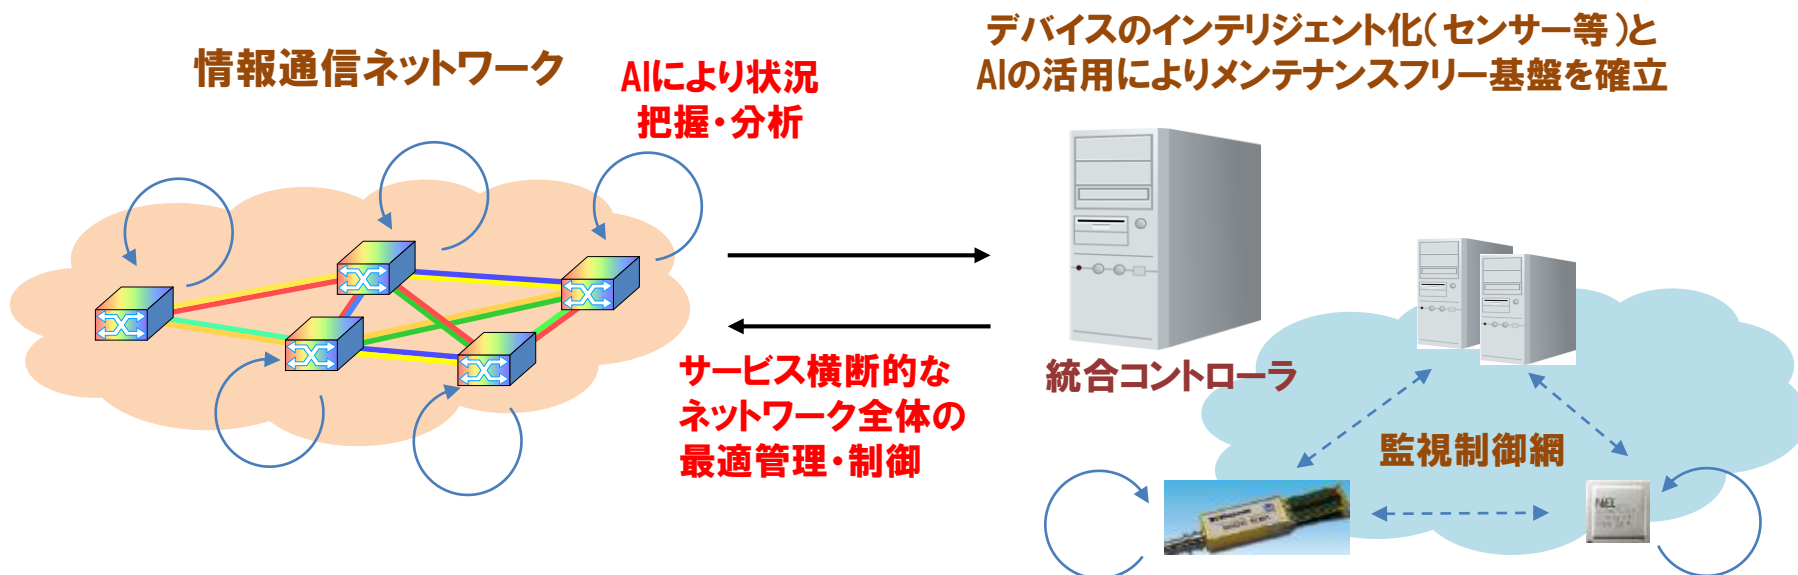 情報通信ネットワーク
AIにより状況
把握・分析
デバイスのインテリジェント化(センサー等)と
AIの活用によりメンテナンスフリー基盤を確立
サービス横断的な
ネットワーク全体の
最適管理・制御
統合コントローラ
監視制御網
NEL